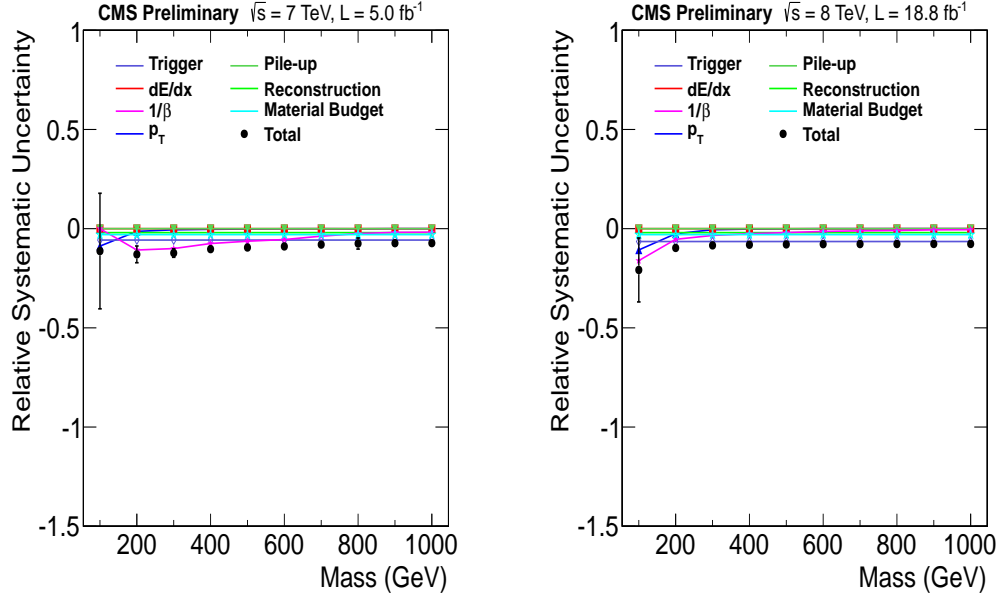 CMS Preliminary √s = 7 TeV, L = 5.0 fb-1
Relative Systematic Uncertainty
1
0.5
0
-0.5
-1
-1.5
Trigger
dE/dx
1/β
pT
Pile-up
Reconstruction
Material Budget
Total
200 400 600 800 1000
Mass (GeV)
CMS Preliminary √s = 8 TeV, L = 18.8 fb-1
Relative Systematic Uncertainty
1
0.5
0
-0.5
-1
-1.5
Trigger
dE/dx
1/β
pT
Pile-up
Reconstruction
Material Budget
Total
200 400 600 800 1000
Mass (GeV)